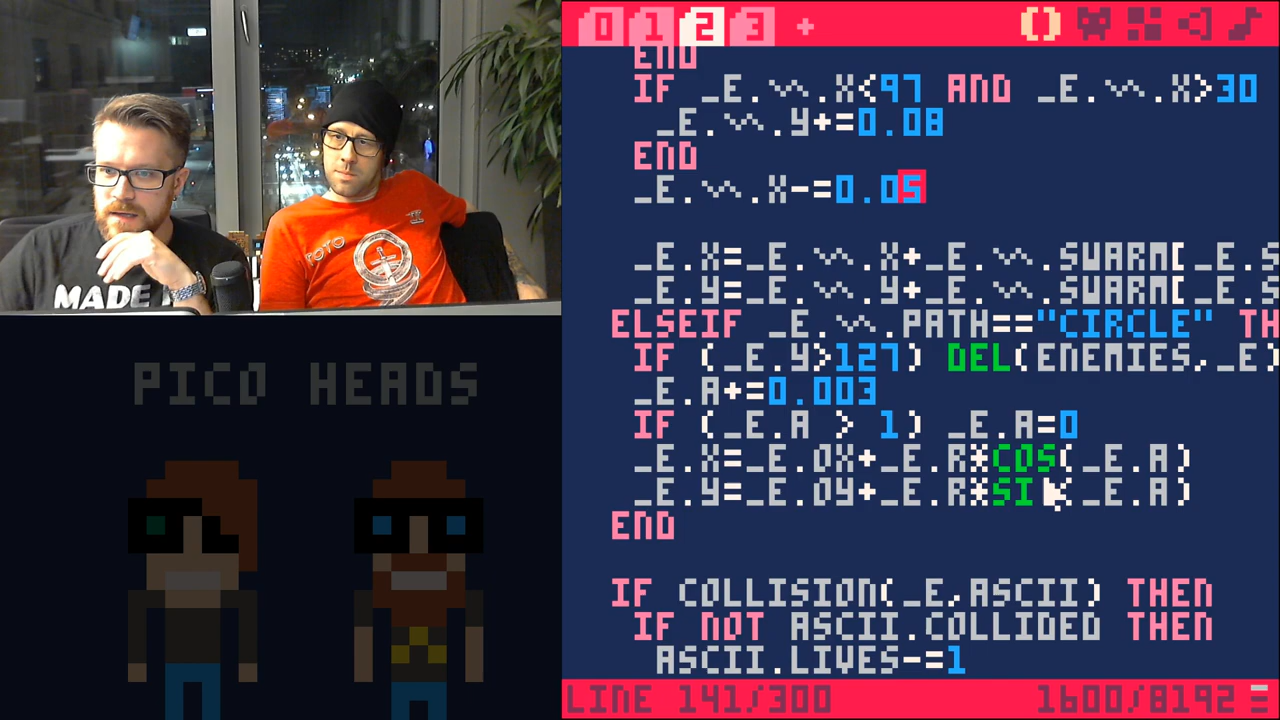 0 1 2 3 +
END
IF _E.〰.X<97 AND _E.〰.X>30
_E.〰.Y+=0.08
END
_E.〰.X-=0.05
_E.X=_E.〰.X+_E.〰.SWARM[_E.S
_E.Y=_E.〰.Y+_E.〰.SWARM[_E.S
ELSEIF _E.〰.PATH=="CIRCLE" TH
IF (_E.Y>127) DEL(ENEMIES,_E)
_E.A+=0.003
IF (_E.A > 1) _E.A=0
_E.X=_E.OX+_E.R*COS(_E.A)
_E.Y=_E.OY+_E.R*SI (_E.A)
END
IF COLLISION(_E,ASCII) THEN
IF NOT ASCII.COLLIDED THEN
ASCII.LIVES-=1
LINE 141/300 1600/8192
MADE
PICO HEADS